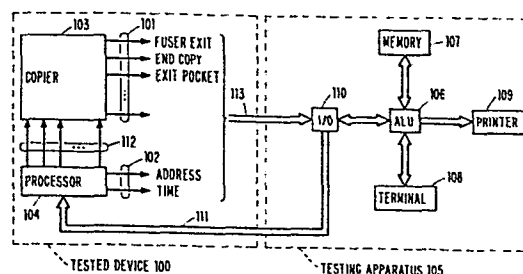 103
101
FUSER EXIT
END COPY
EXIT POCKET
COPIER
112
102
ADDRESS
TIME
PROCESSOR
104
113
111
110
I/O
MEMORY
107
106
ALU
109
PRINTER
TERMINAL
108
TESTED DEVICE 100
TESTING APPARATUS 105